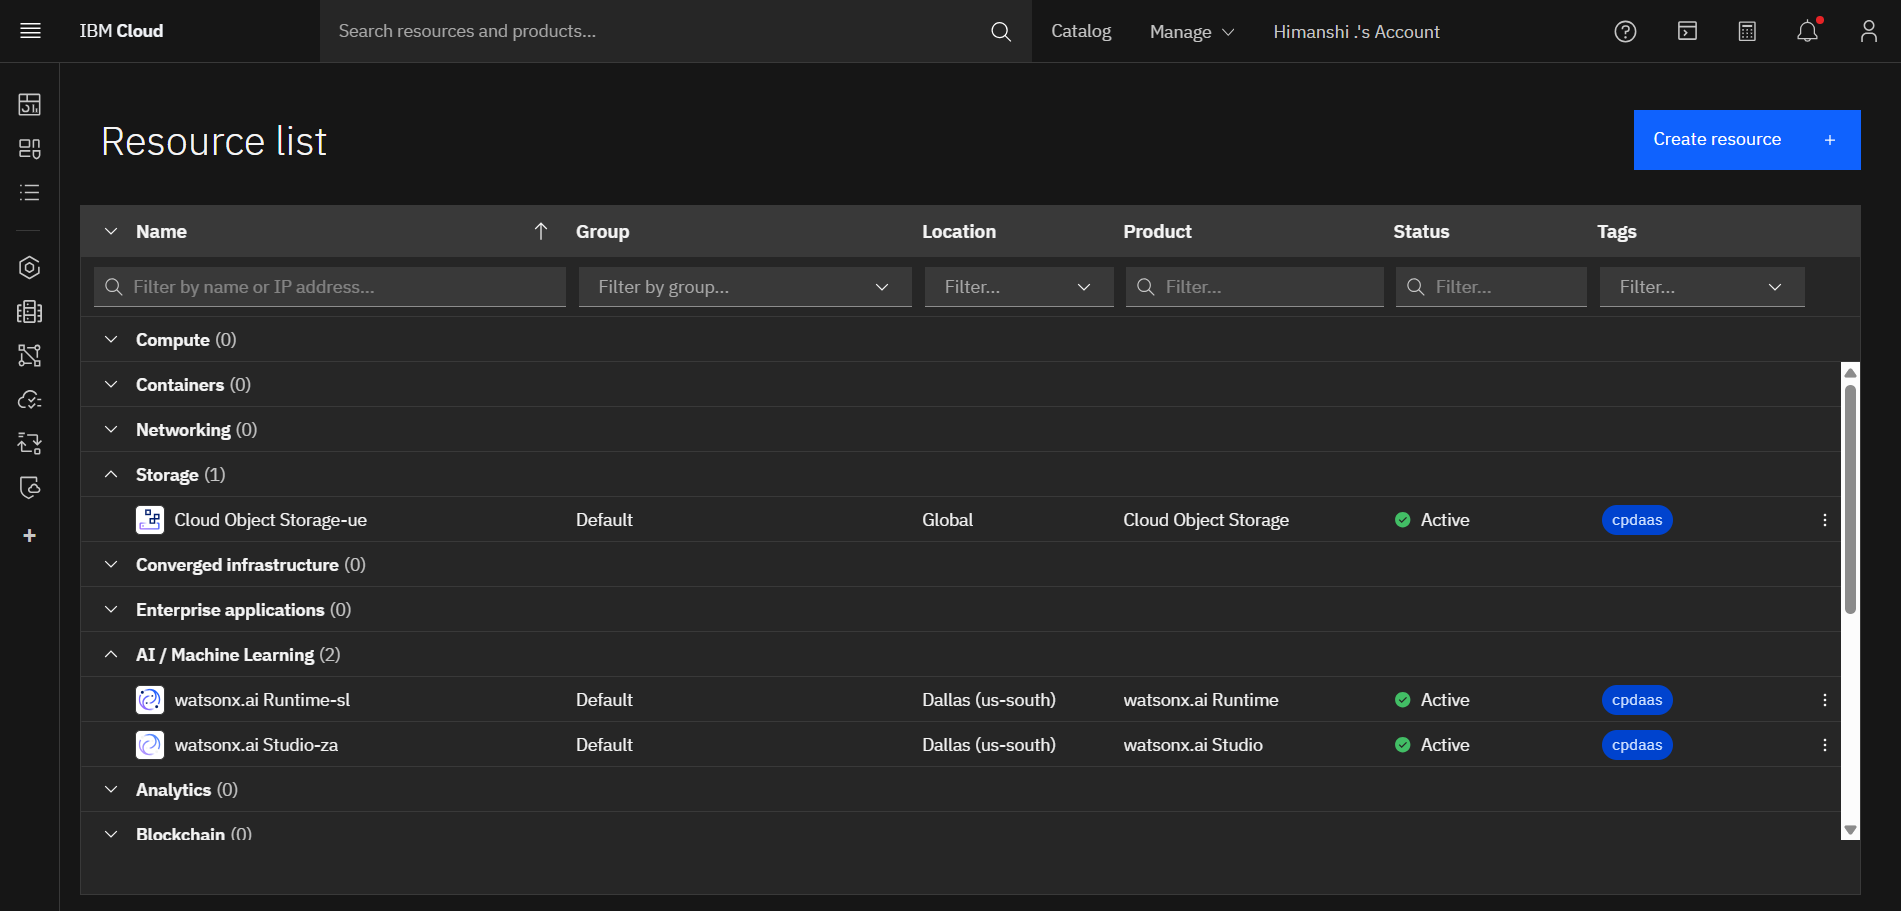 IBM Cloud
Search resources and products...
Catalog
Manage
Himanshi .'s Account
Resource list
Create resource +
Name Group Location Product Status Tags
Filter by name or IP address... Filter by group... Filter... Filter... Filter... Filter...
Compute (0)
Containers (0)
Networking (0)
Storage (1)
Cloud Object Storage-ue Default Global Cloud Object Storage Active cpdaas
Converged infrastructure (0)
Enterprise applications (0)
AI / Machine Learning (2)
watsonx.ai Runtime-sl Default Dallas (us-south) watsonx.ai Runtime Active cpdaas
watsonx.ai Studio-za Default Dallas (us-south) watsonx.ai Studio Active cpdaas
Analytics (0)
Blockchain (0)